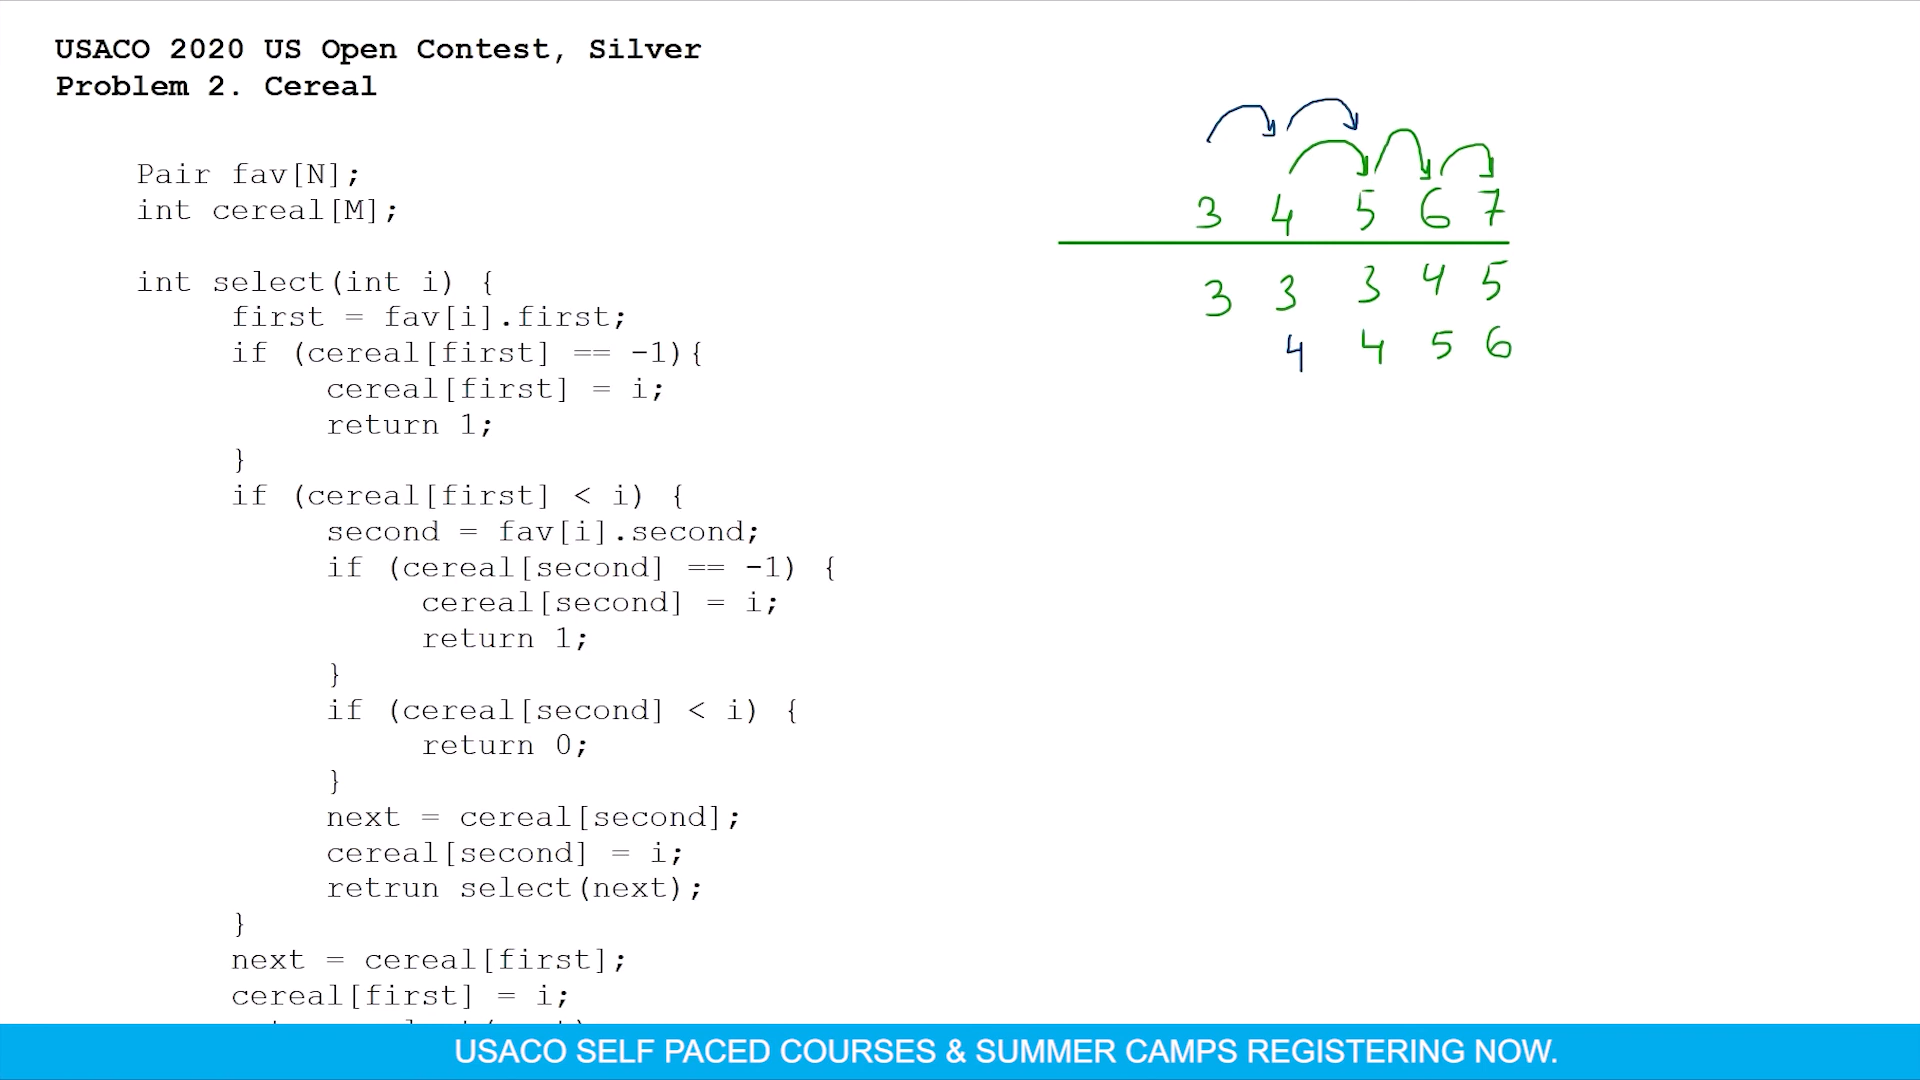 USACO 2020 US Open Contest, Silver
Problem 2. Cereal
Pair fav[N];
int cereal[M];
int select(int i) {
first = fav[i].first;
if (cereal[first] == -1){
cereal[first] = i;
return 1;
}
if (cereal[first] < i) {
second = fav[i].second;
if (cereal[second] == -1) {
cereal[second] = i;
return 1;
}
if (cereal[second] < i) {
return 0;
}
next = cereal[second];
cereal[second] = i;
retrun select(next);
}
next = cereal[first];
cereal[first] = i;
3 4 5 6 7
3 3 3 4 5
4 4 5 6
USACO SELF PACED COURSES & SUMMER CAMPS REGISTERING NOW.